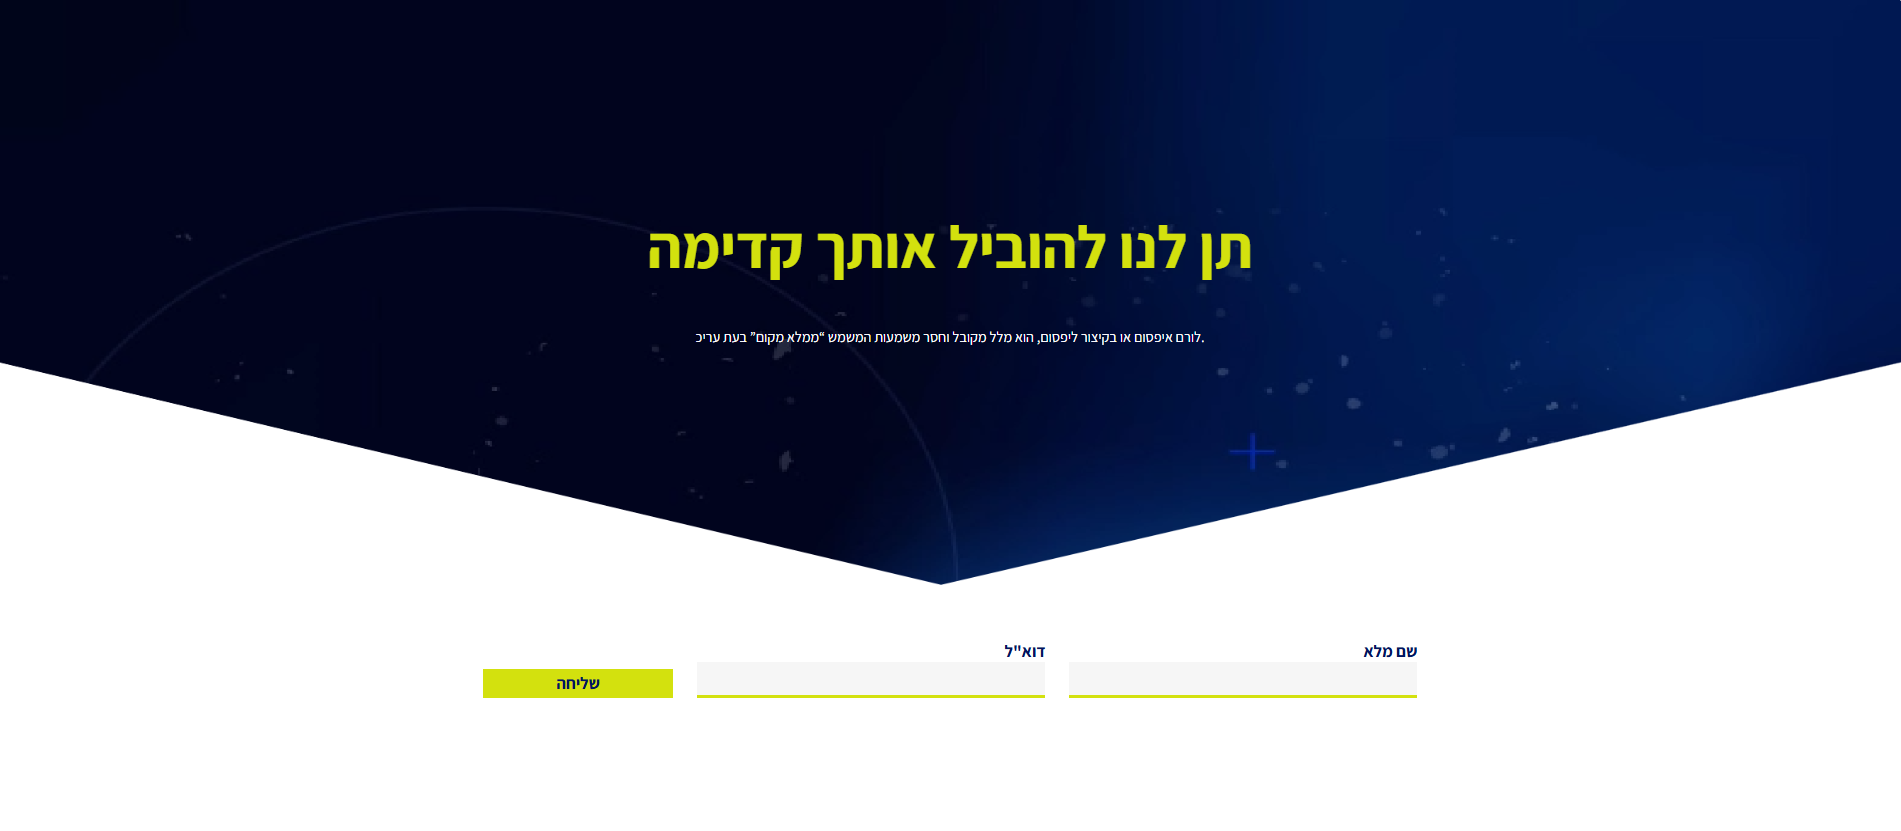 תן לנו להוביל אותך קדימה
לורם איפסום או בקיצור ליפסום, הוא מלל מקובל וחסר משמעות המשמש “ממלא מקום” בעת עריכ.
שם מלא
דוא"ל
שליחה